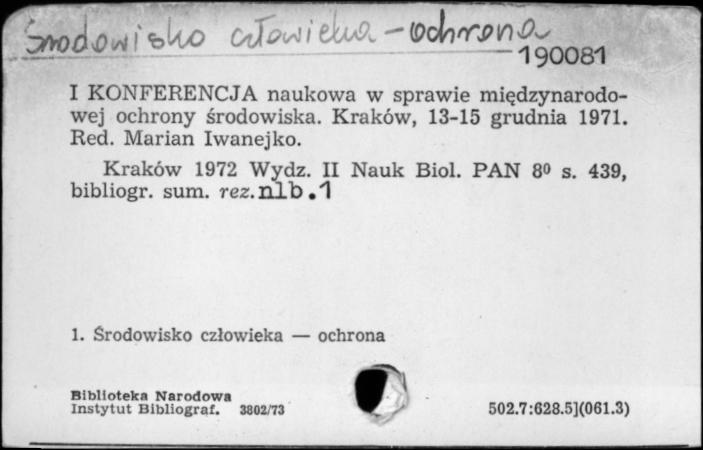 Środowisko człowieka - ochrona
190081
I KONFERENCJA naukowa w sprawie międzynarodo-
wej ochrony środowiska. Kraków, 13-15 grudnia 1971.
Red. Marian Iwanejko.
Kraków 1972 Wydz. II Nauk Biol. PAN 8⁰ s. 439,
bibliogr. sum. rez. nlb. 1
1. Środowisko człowieka — ochrona
Biblioteka Narodowa
Instytut Bibliograf. 3802/73
502.7:628.5](061.3)